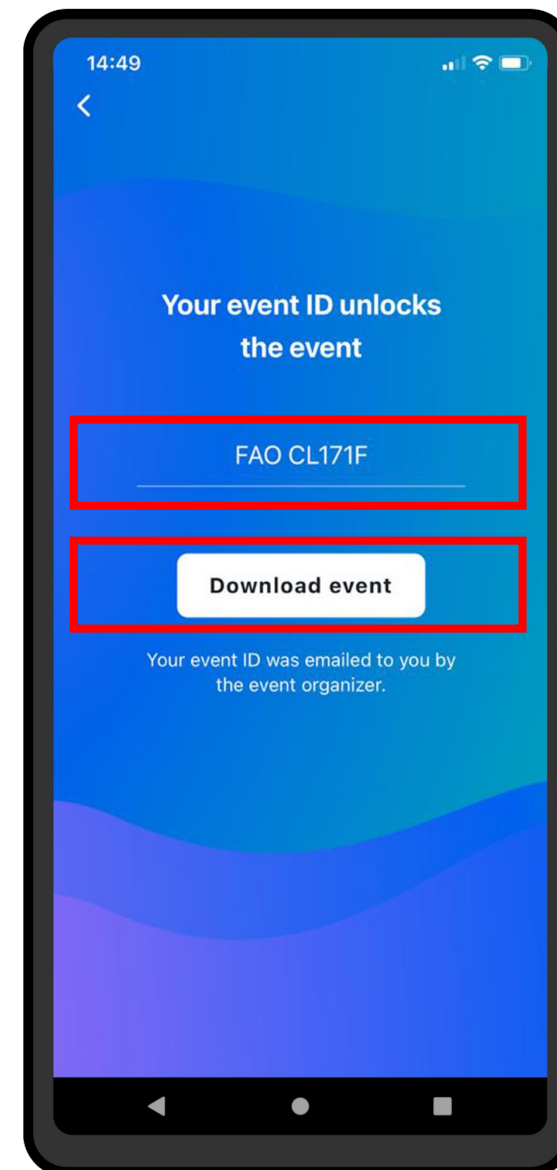 14:49
Your event ID unlocks
the event
FAO CL171F
Download event
Your event ID was emailed to you by
the event organizer.